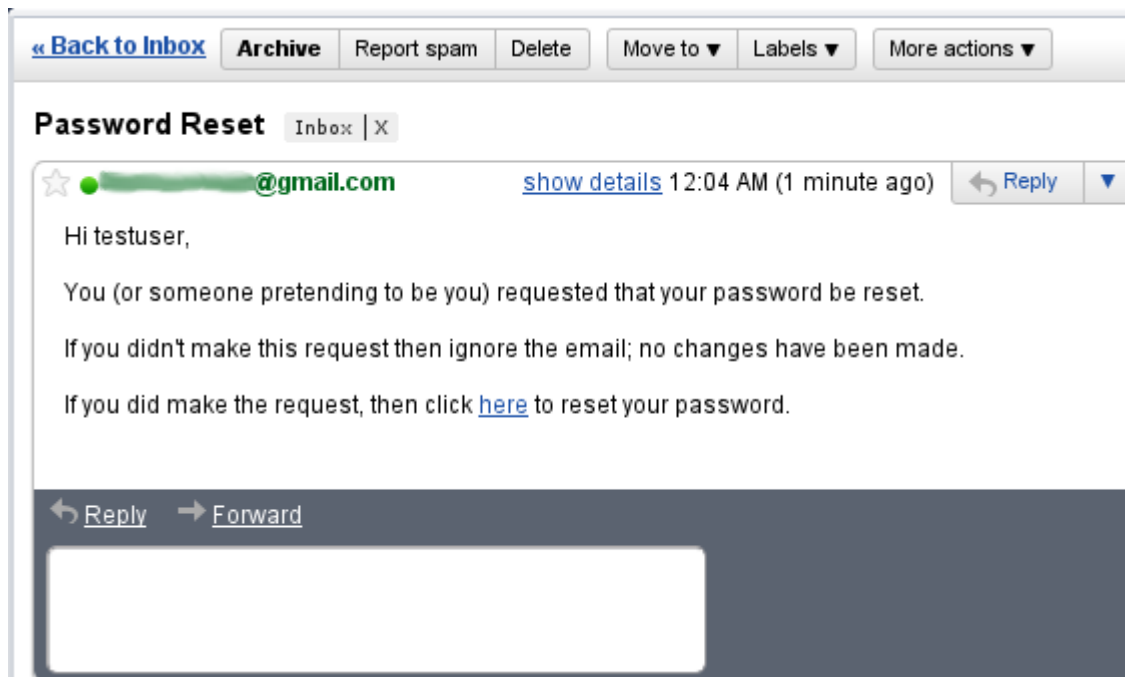 « Back to Inbox Archive Report spam Delete Move to ▼ Labels ▼ More actions ▼
Password Reset Inbox | X
@gmail.com show details 12:04 AM (1 minute ago) Reply ▼
Hi testuser,
You (or someone pretending to be you) requested that your password be reset.
If you didn't make this request then ignore the email; no changes have been made.
If you did make the request, then click here to reset your password.
Reply Forward